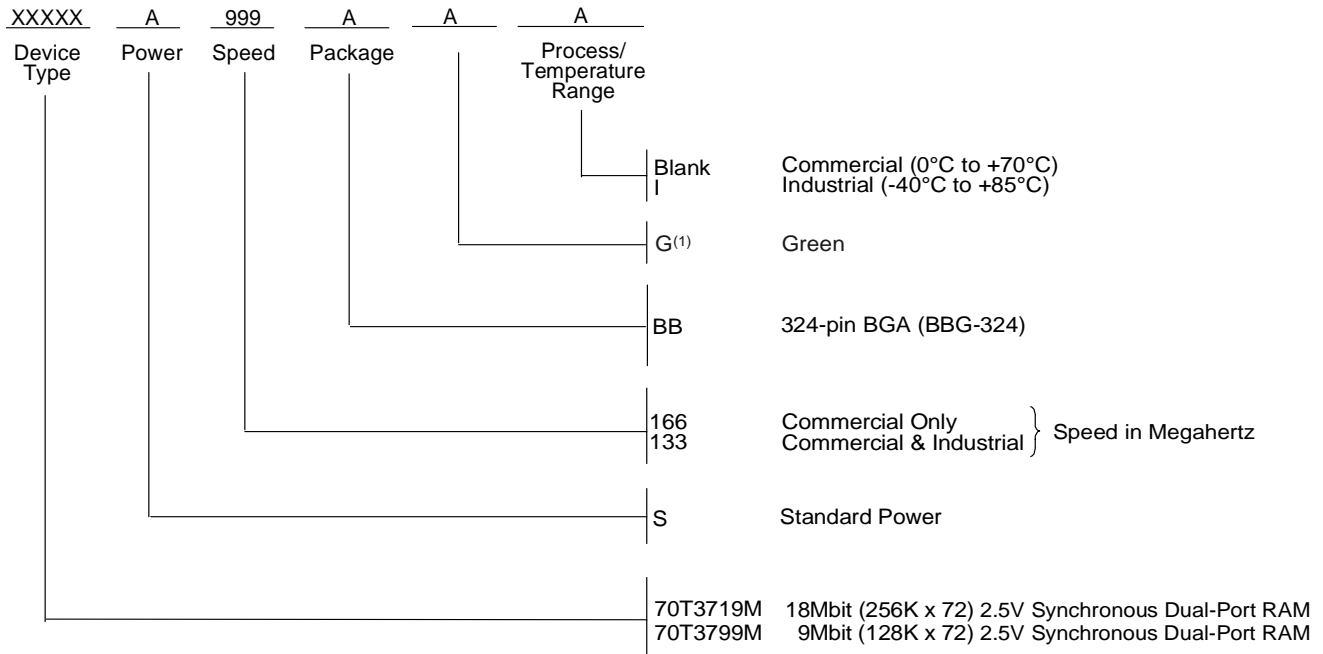 XXXXX A 999 A A A
Device Type Power Speed Package Process/ Temperature Range
Blank Commercial (0°C to +70°C)
I Industrial (-40°C to +85°C)
G(1) Green
BB 324-pin BGA (BBG-324)
166 Commercial Only
133 Commercial & Industrial
Speed in Megahertz
S Standard Power
70T3719M 18Mbit (256K x 72) 2.5V Synchronous Dual-Port RAM
70T3799M 9Mbit (128K x 72) 2.5V Synchronous Dual-Port RAM